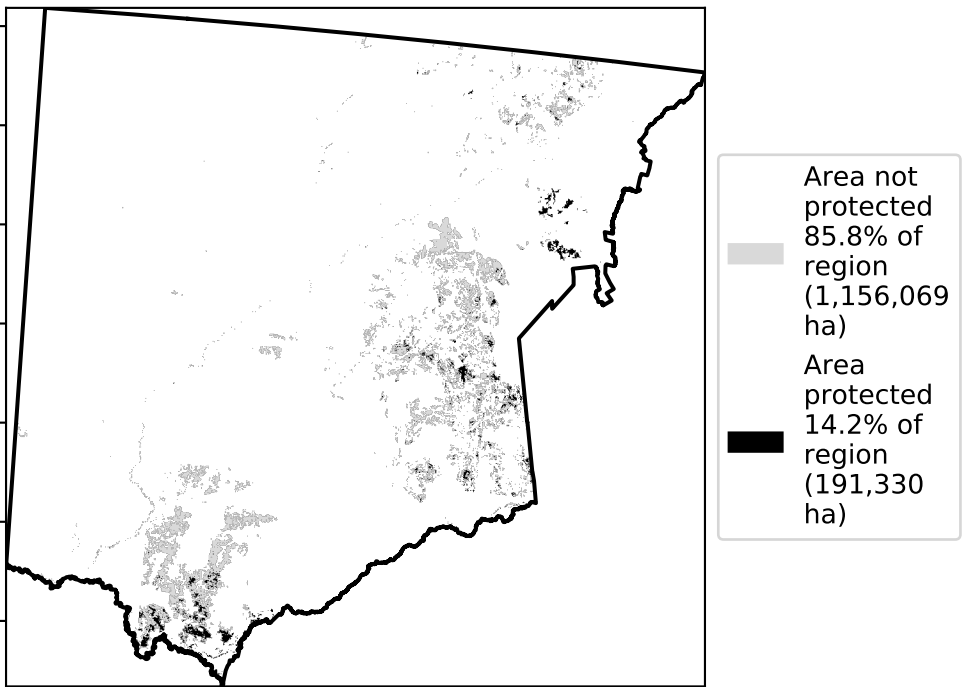 Area not
protected
85.8% of
region
(1,156,069
ha)
Area
protected
14.2% of
region
(191,330
ha)